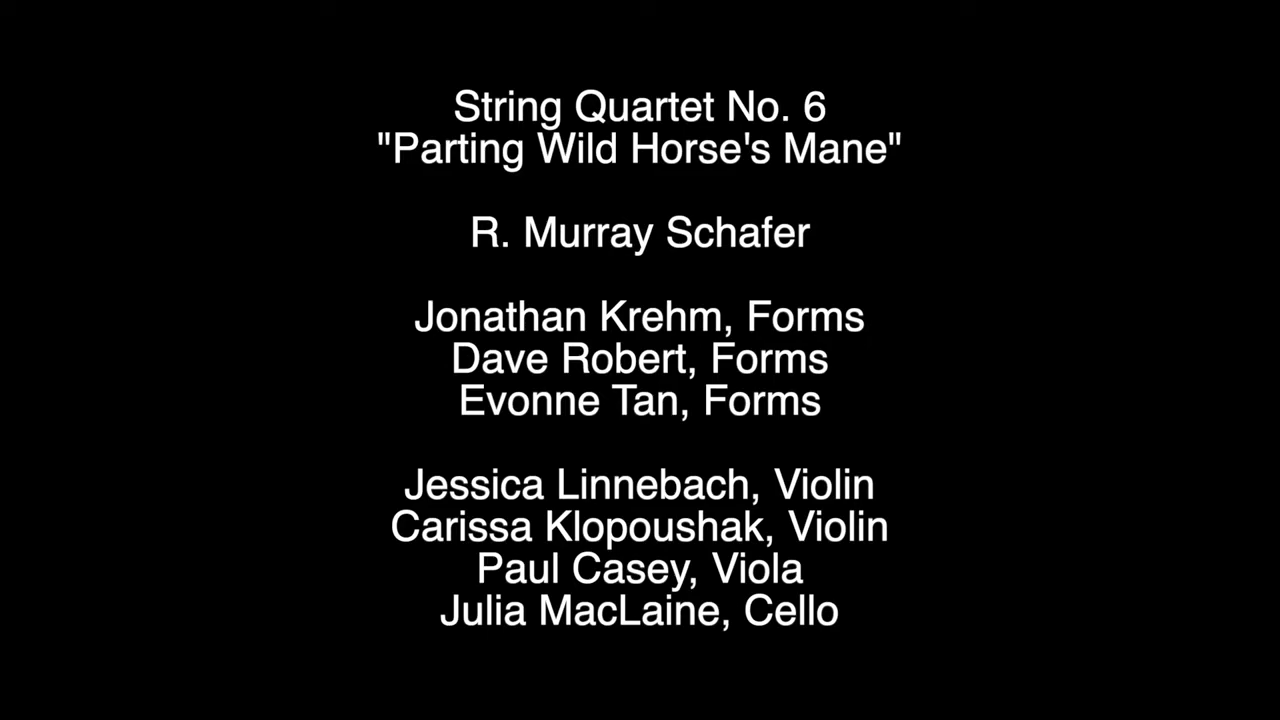 String Quartet No. 6
"Parting Wild Horse's Mane"
R. Murray Schafer
Jonathan Krehm, Forms
Dave Robert, Forms
Evonne Tan, Forms
Jessica Linnebach, Violin
Carissa Klopoushak, Violin
Paul Casey, Viola
Julia MacLaine, Cello